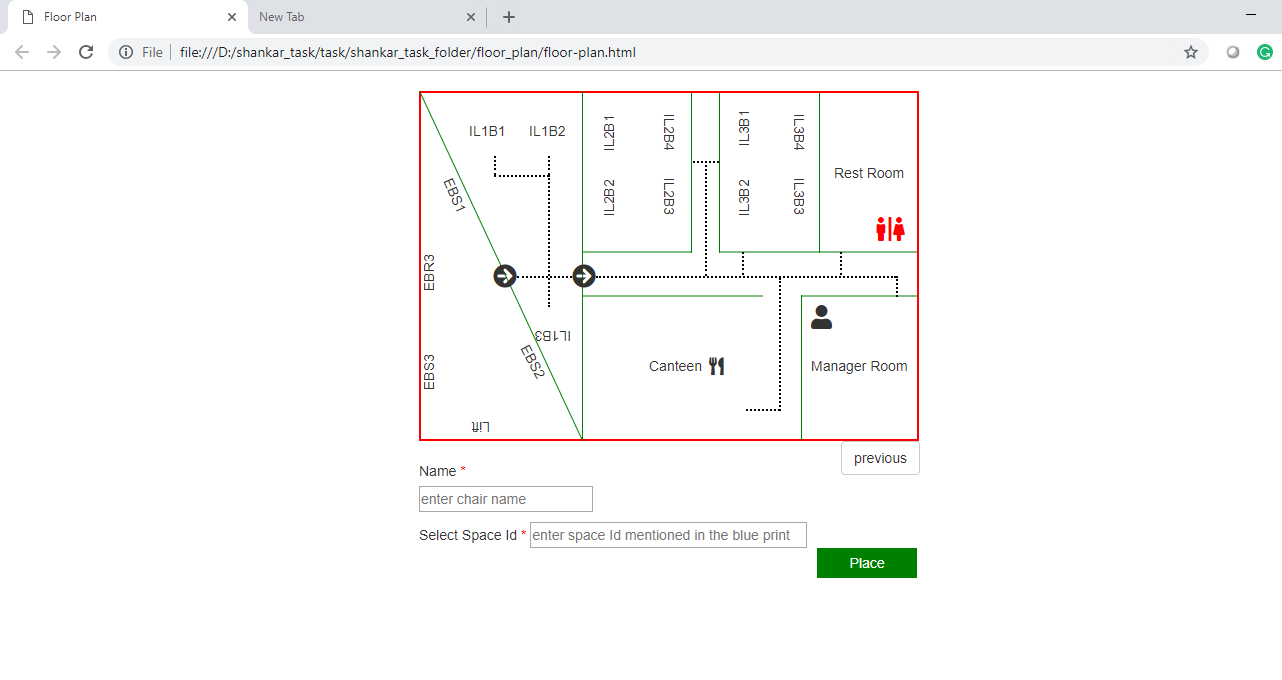 Floor Plan
New Tab
File
file:///D:/shankar_task/task/shankar_task_folder/floor_plan/floor-plan.html
IL1B1
IL1B2
IL2B1
IL2B4
IL3B1
IL3B4
EBS1
IL2B2
IL2B3
IL3B2
IL3B3
Rest Room
EBR3
IL1B3
EBS2
EBS3
Canteen
Manager Room
Lift
previous
Name *
enter chair name
Select Space Id * enter space Id mentioned in the blue print
Place